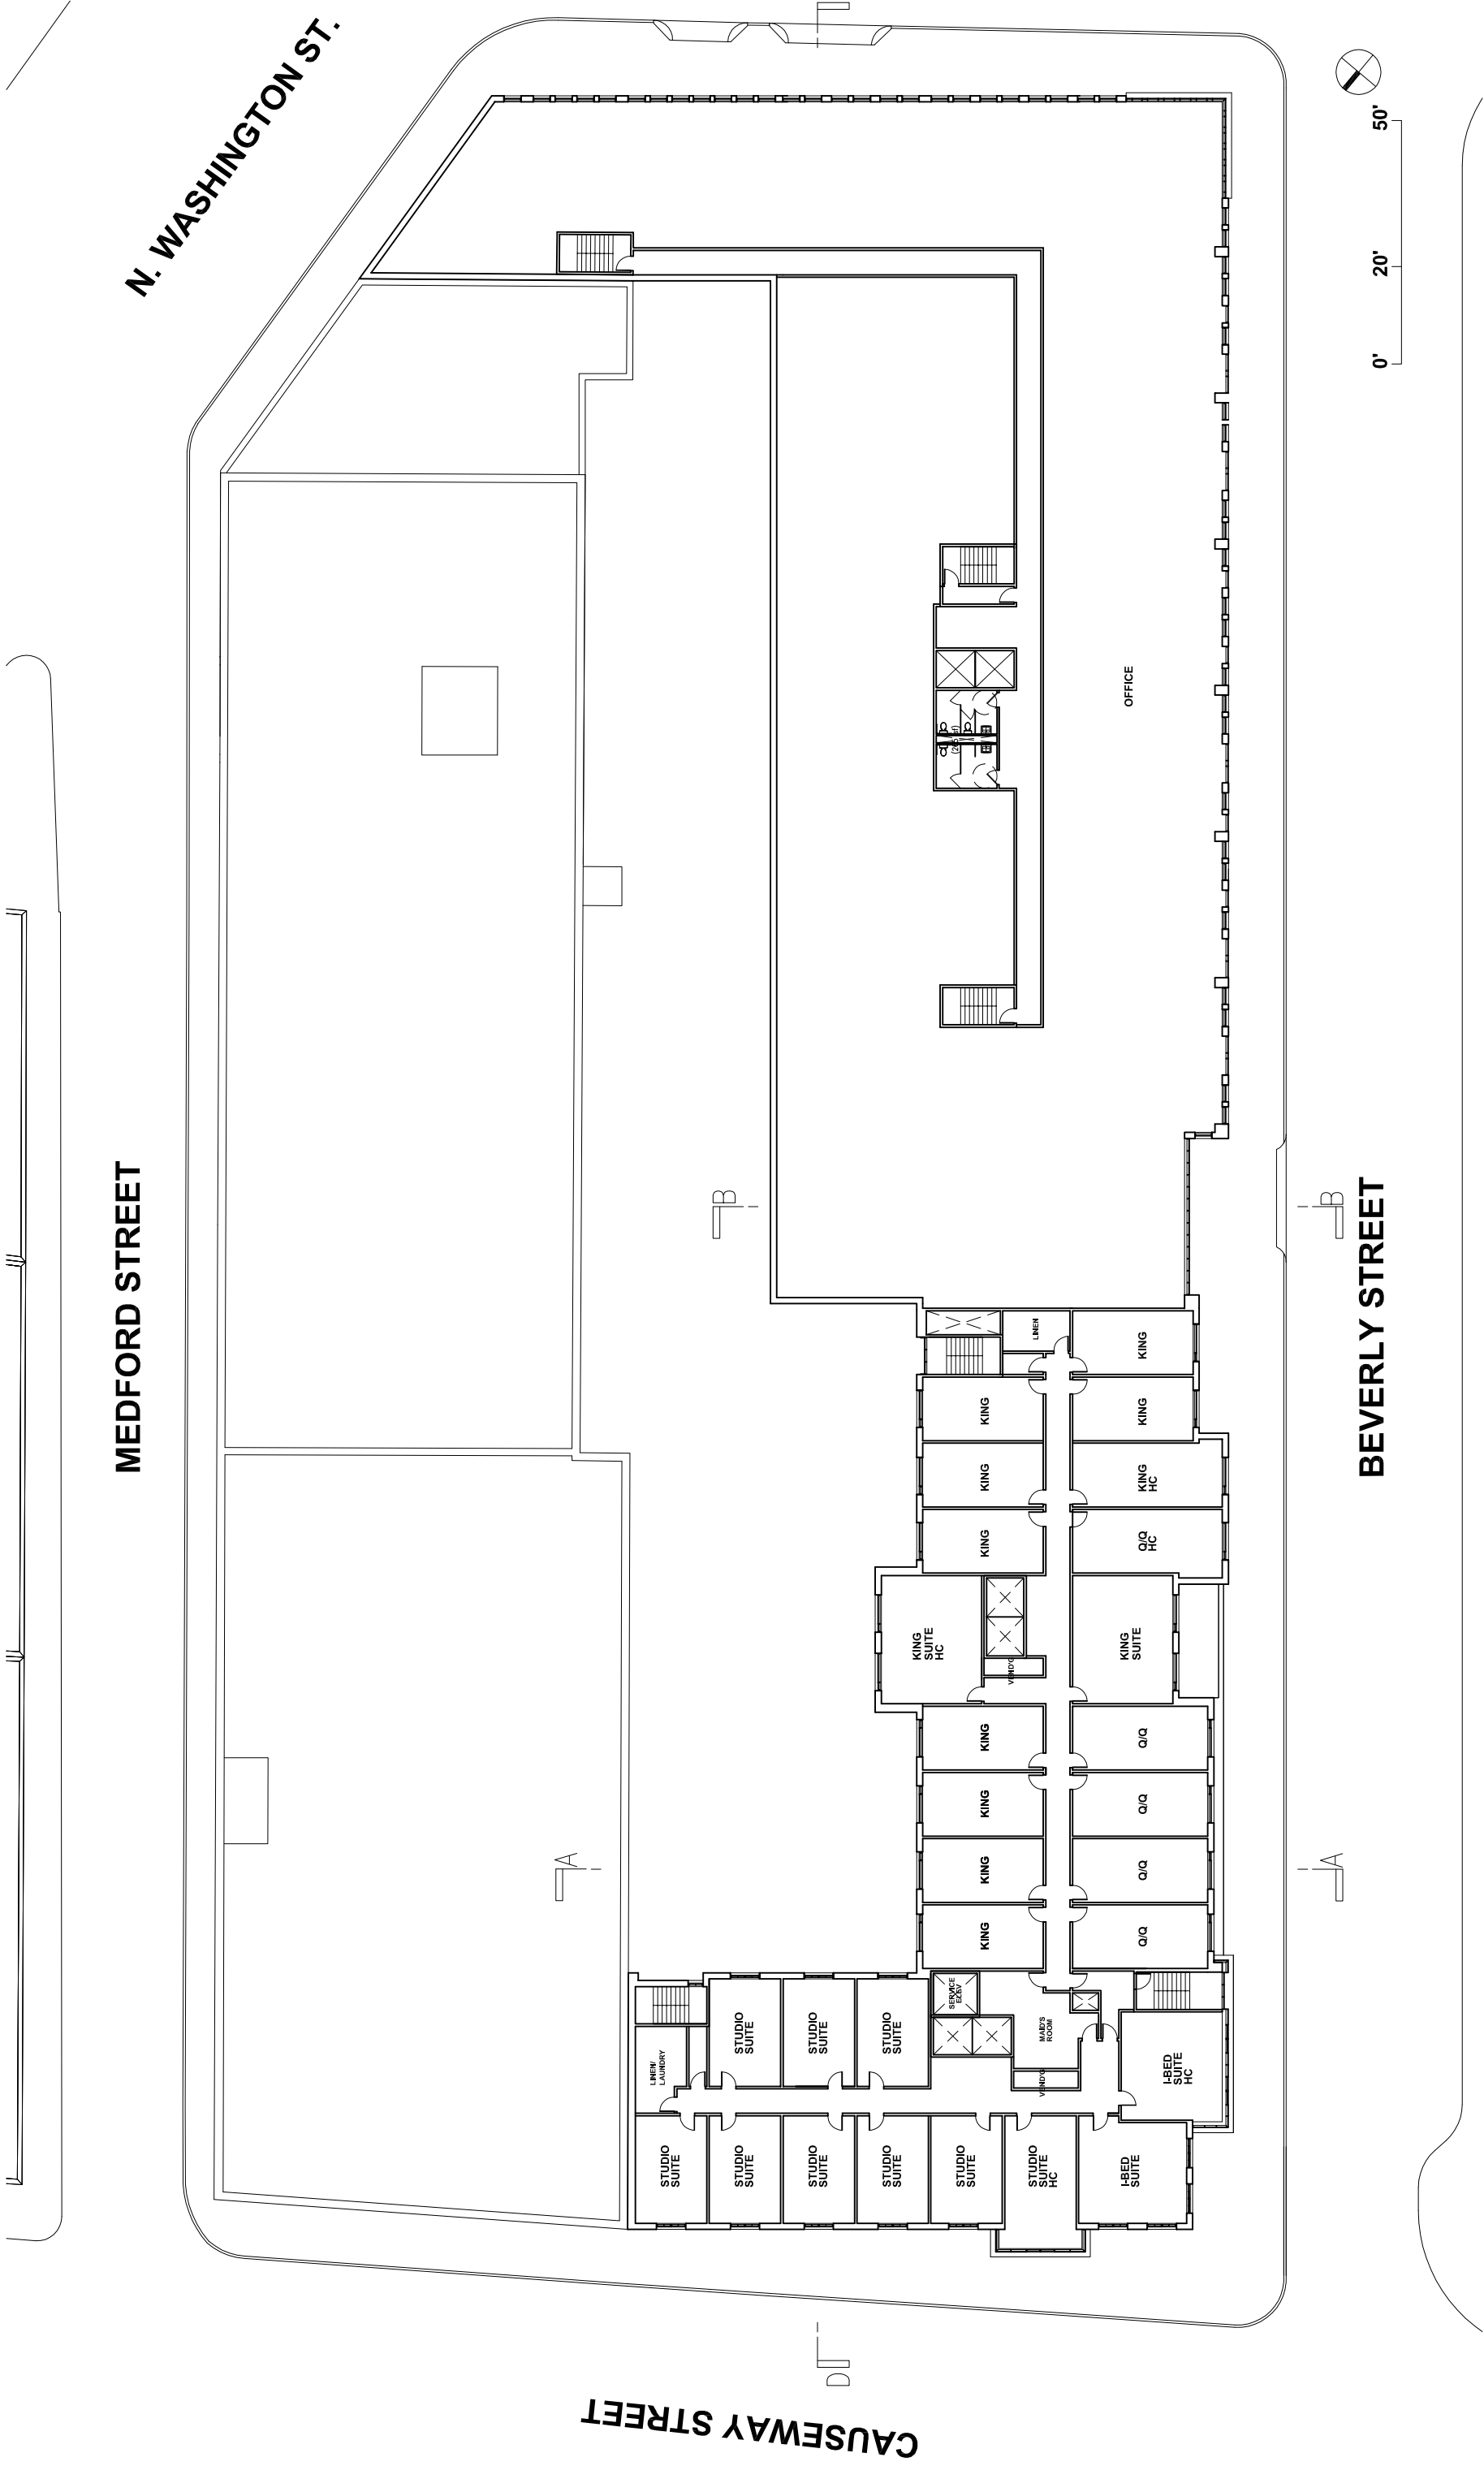 N. WASHINGTON ST.
MEDFORD STREET
BEVERLY STREET
CAUSEWAY STREET
0'
20'
50'
OFFICE
B
B
A
A
D
LINEN
KING
KING
KING
KING
KING
HC
KING
Q/Q
HC
KING
SUITE
HC
VEND'G
KING
SUITE
KING
Q/Q
KING
Q/Q
KING
Q/Q
KING
Q/Q
SERVICE
ELEV
MAID'S
ROOM
VEND'G
LINEN/
LAUNDRY
STUDIO
SUITE
STUDIO
SUITE
STUDIO
SUITE
I-BED
SUITE
HC
STUDIO
SUITE
STUDIO
SUITE
STUDIO
SUITE
STUDIO
SUITE
STUDIO
SUITE
STUDIO
SUITE
HC
I-BED
SUITE